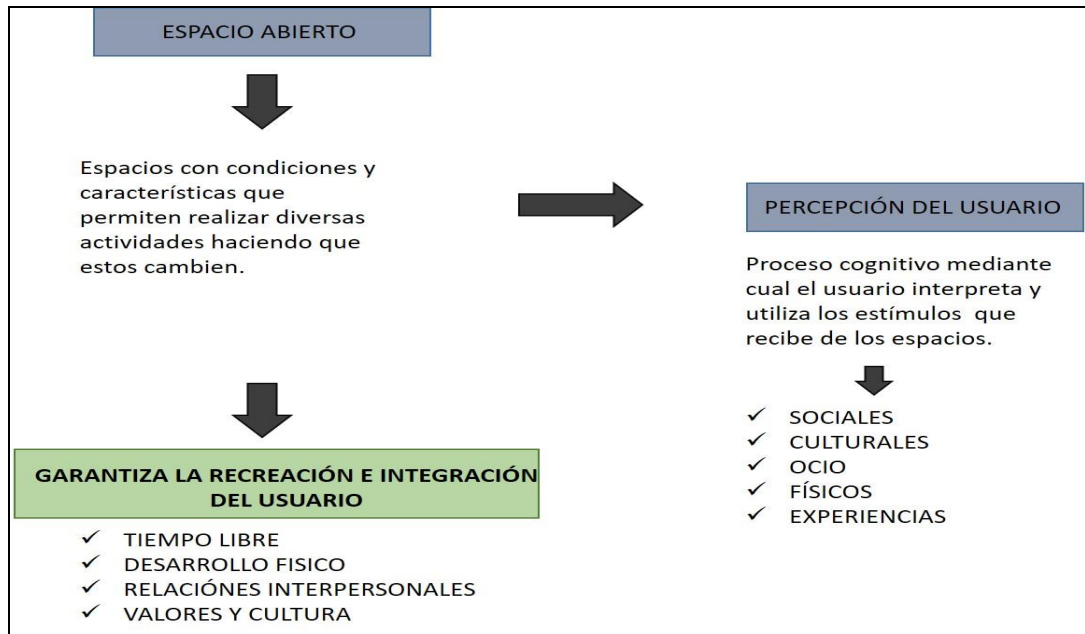 ESPACIO ABIERTO
Espacios con condiciones y
característícas que
permiten realizar diversas
actividades haciendo que
estos cambien.
PERCEPCIÓN DEL USUARIO
Proceso cognitivo mediante
cual el usuario interpreta y
utiliza los estímulos que
recibe de los espacios.
✓ SOCIALES
✓ CULTURALES
✓ OCIO
✓ FÍSICOS
✓ EXPERIENCIAS
GARANTIZA LA RECREACIÓN E INTEGRACIÓN
DEL USUARIO
✓ TIEMPO LIBRE
✓ DESARROLLO FISICO
✓ RELACIÓNES INTERPERSONALES
✓ VALORES Y CULTURA